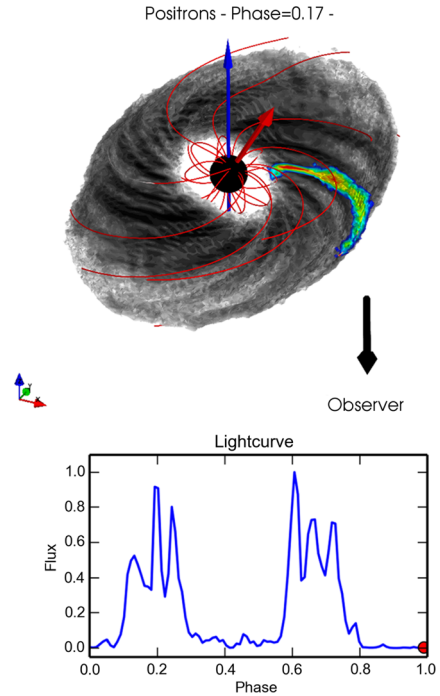 Positrons - Phase=0.17 -
Y
X
Observer
Lightcurve
1.0
0.8
0.6
0.4
0.2
0.0
Flux
0.0 0.2 0.4 0.6 0.8 1.0
Phase